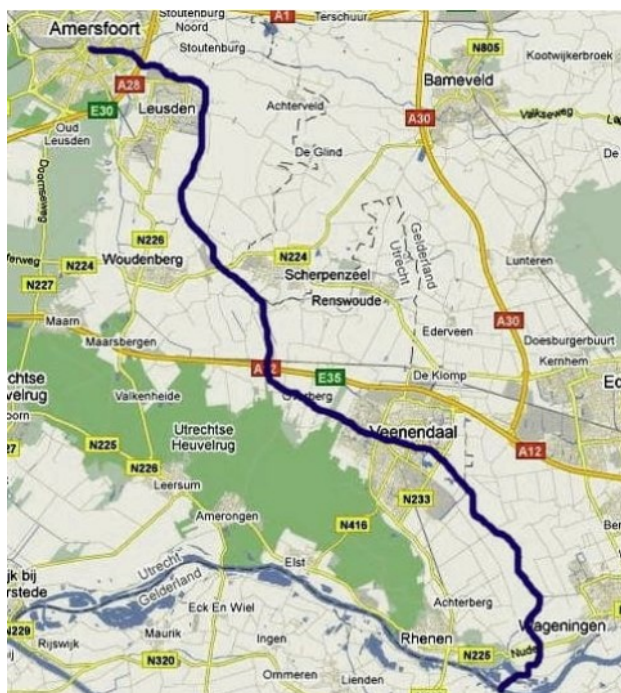 Stoutenburg
Noord
A1
Terschuur
Amersfoort
Stoutenburg
N805
Kootwijkerbroek
A28
Barneveld
Leusden
Achterveld
E30
Valkseweg
A30
Oud
Leusden
De Glind
De
Doornseweg
N226
Gelderland
Utrecht
N224
Woudenberg
N224
Scherpenzeel
Lunteren
N227
Renswoude
Maarn
Ederveen
A30
Doesburgerbuurt
Maarsbergen
Kernhem
E35
De Klomp
Valkenheide
Utrechtse
Heuvelrug
Veenendaal
N225
A12
N226
Leersum
N233
Amerongen
N416
Elst
Utrecht
Gelderland
Eck En Wiel
Achterberg
Wageningen
N229
Maurik
Rhenen
Rijswijk
Ingen
N225
Nude
N320
Ommeren
Lienden